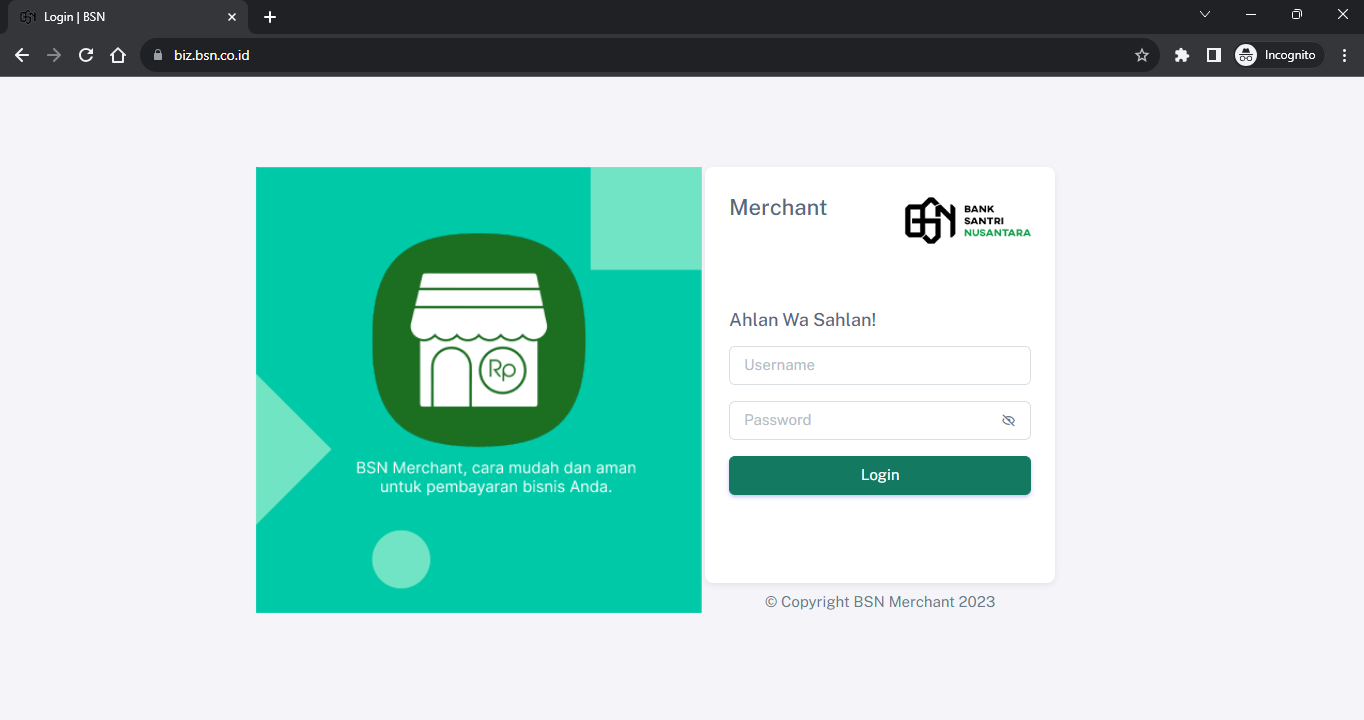 Login | BSN
biz.bsn.co.id
Incognito
Merchant
BSN
BANK
SANTRI
NUSANTARA
Rp
BSN Merchant, cara mudah dan aman
untuk pembayaran bisnis Anda.
Ahlan Wa Sahlan!
Username
Password
Login
© Copyright BSN Merchant 2023